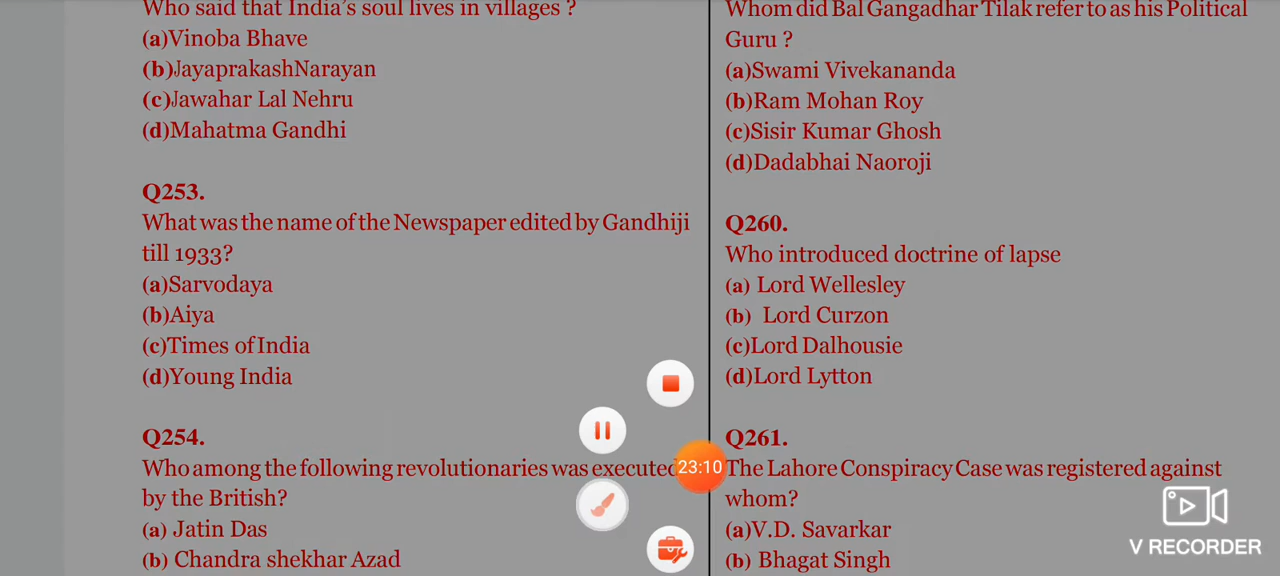 Who said that India's soul lives in villages ?
(a)Vinoba Bhave
(b)JayaprakashNarayan
(c)Jawahar Lal Nehru
(d)Mahatma Gandhi
Q253.
What was the name of the Newspaper edited by Gandhiji
till 1933?
(a)Sarvodaya
(b)Aiya
(c)Times of India
(d)Young India
Q254.
Who among the following revolutionaries was executed
by the British?
(a) Jatin Das
(b) Chandra shekhar Azad
Whom did Bal Gangadhar Tilak refer to as his Political
Guru ?
(a)Swami Vivekananda
(b)Ram Mohan Roy
(c)Sisir Kumar Ghosh
(d)Dadabhai Naoroji
Q260.
Who introduced doctrine of lapse
(a) Lord Wellesley
(b) Lord Curzon
(c)Lord Dalhousie
(d)Lord Lytton
Q261.
The Lahore Conspiracy Case was registered against
whom?
(a)V.D. Savarkar
(b) Bhagat Singh
23:10
V RECORDER